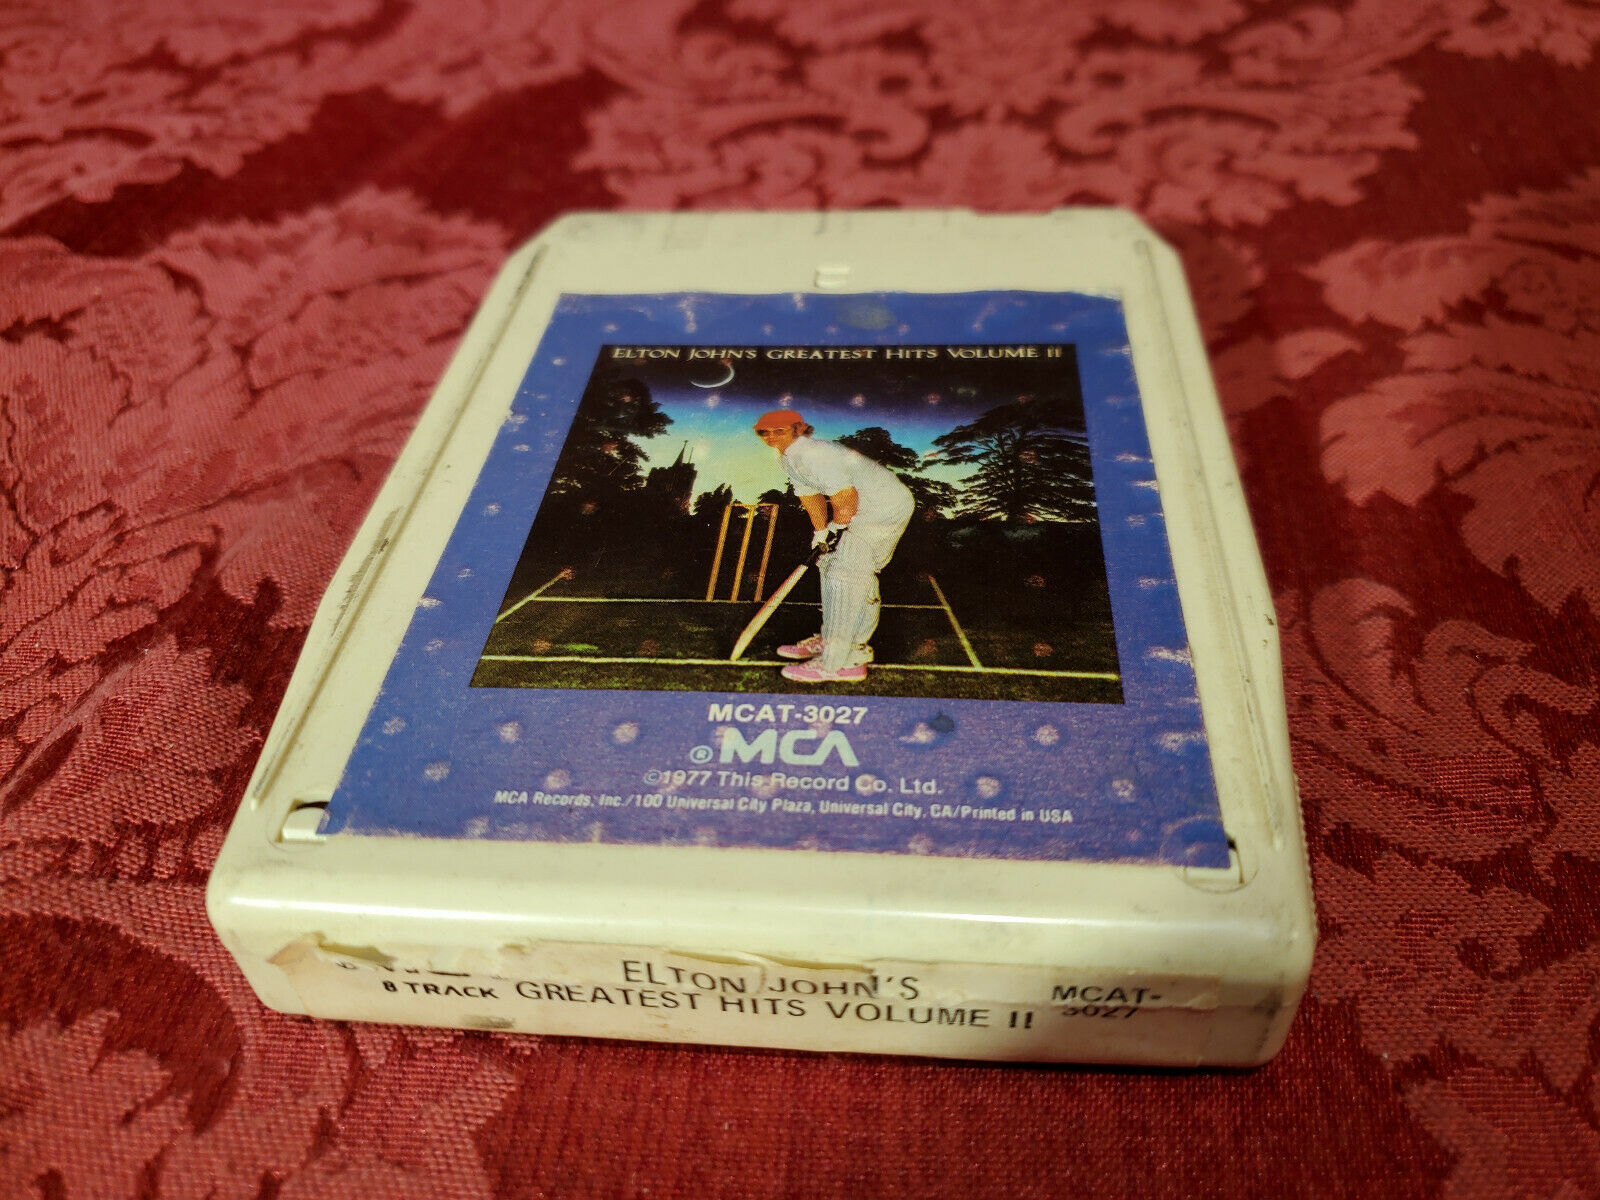 ELTON JOHN'S GREATEST HITS VOLUME II
MCAT-3027
® MCA
©1977 This Record Co. Ltd.
MCA Records, Inc./100 Universal City Plaza, Universal City, CA/Printed in USA
ELTON JOHN'S
8 TRACK GREATEST HITS VOLUME II
MCAT-
3027